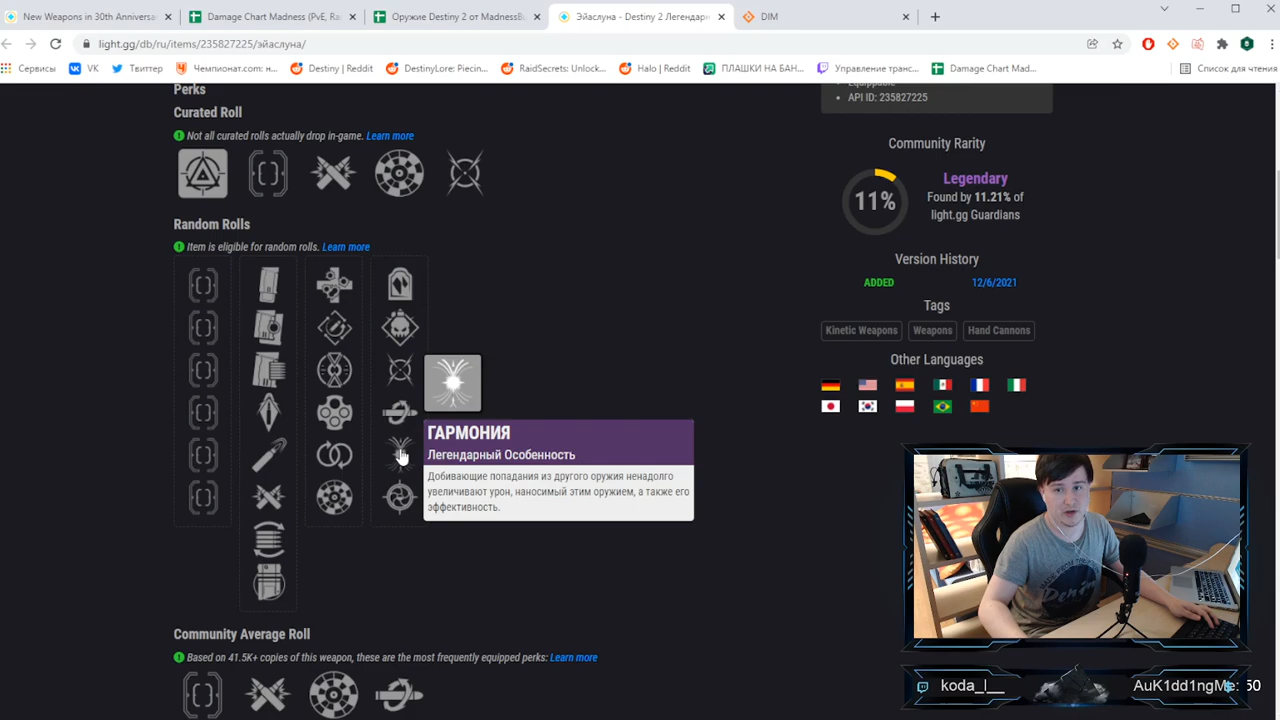 New Weapons in 30th Anniversa
Damage Chart Madness (PvE, Ra
Оружие Destiny 2 от MadnessBu
Эйаслуна - Destiny 2 Легендарн
DIM
light.gg/db/ru/items/235827225/эйаслуна/
Сервисы
VK
Твиттер
Чемпионат.com: н...
Destiny | Reddit
DestinyLore: Piecin...
RaidSecrets: Unlock...
Halo | Reddit
ПЛАШКИ НА БАН...
Управление транс...
Damage Chart Mad...
Список для чтения
Perks
Curated Roll
Not all curated rolls actually drop in-game. Learn more
Random Rolls
Item is eligible for random rolls. Learn more
ГАРМОНИЯ
Легендарный Особенность
Добивающие попадания из другого оружия ненадолго
увеличивают урон, наносимый этим оружием, а также его
эффективность.
Community Average Roll
Based on 41.5K+ copies of this weapon, these are the most frequently equipped perks: Learn more
Equippable
API ID: 235827225
Community Rarity
11%
Legendary
Found by 11.21% of
light.gg Guardians
Version History
ADDED
12/6/2021
Tags
Kinetic Weapons
Weapons
Hand Cannons
Other Languages
koda_|__
AuK1dd1ngMe: 50